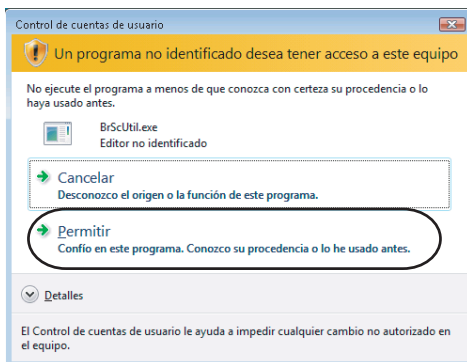 Control de cuentas de usuario
Un programa no identificado desea tener acceso a este equipo
No ejecute el programa a menos de que conozca con certeza su procedencia o lo
haya usado antes.
BrScUtil.exe
Editor no identificado
Cancelar
Desconozco el origen o la función de este programa.
Permitir
Confío en este programa. Conozco su procedencia o lo he usado antes.
Detalles
El Control de cuentas de usuario le ayuda a impedir cualquier cambio no autorizado en
el equipo.